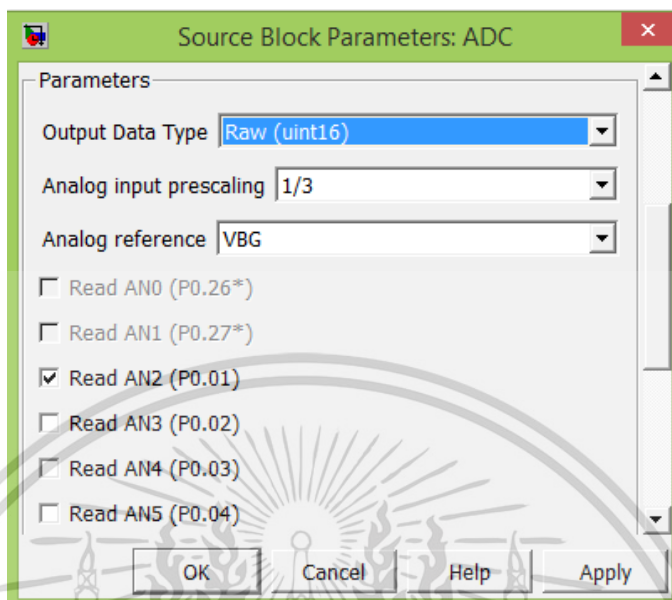 Source Block Parameters: ADC
Parameters
Output Data Type Raw (uint16)
Analog input prescaling 1/3
Analog reference VBG
Read AN0 (P0.26*)
Read AN1 (P0.27*)
Read AN2 (P0.01)
Read AN3 (P0.02)
Read AN4 (P0.03)
Read AN5 (P0.04)
OK Cancel Help Apply